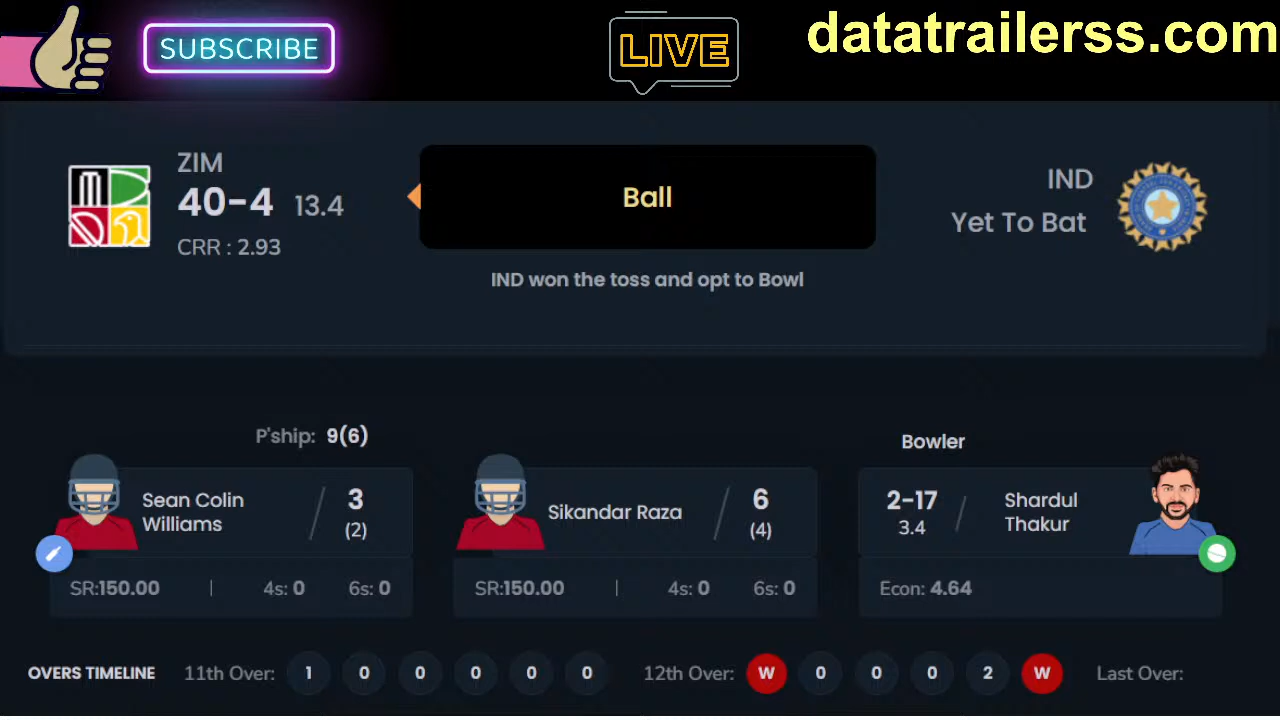 SUBSCRIBE
LIVE
datatrailerss.com
ZIM
40-4 13.4
CRR : 2.93
Ball
IND
Yet To Bat
IND won the toss and opt to Bowl
P'ship: 9(6)
Sean Colin
Williams
3
(2)
SR:150.00 | 4s: 0 6s: 0
Sikandar Raza
6
(4)
SR:150.00 | 4s: 0 6s: 0
Bowler
2-17
3.4
Shardul
Thakur
Econ: 4.64
OVERS TIMELINE 11th Over: 1 0 0 0 0 0 12th Over: W 0 0 0 2 W Last Over: